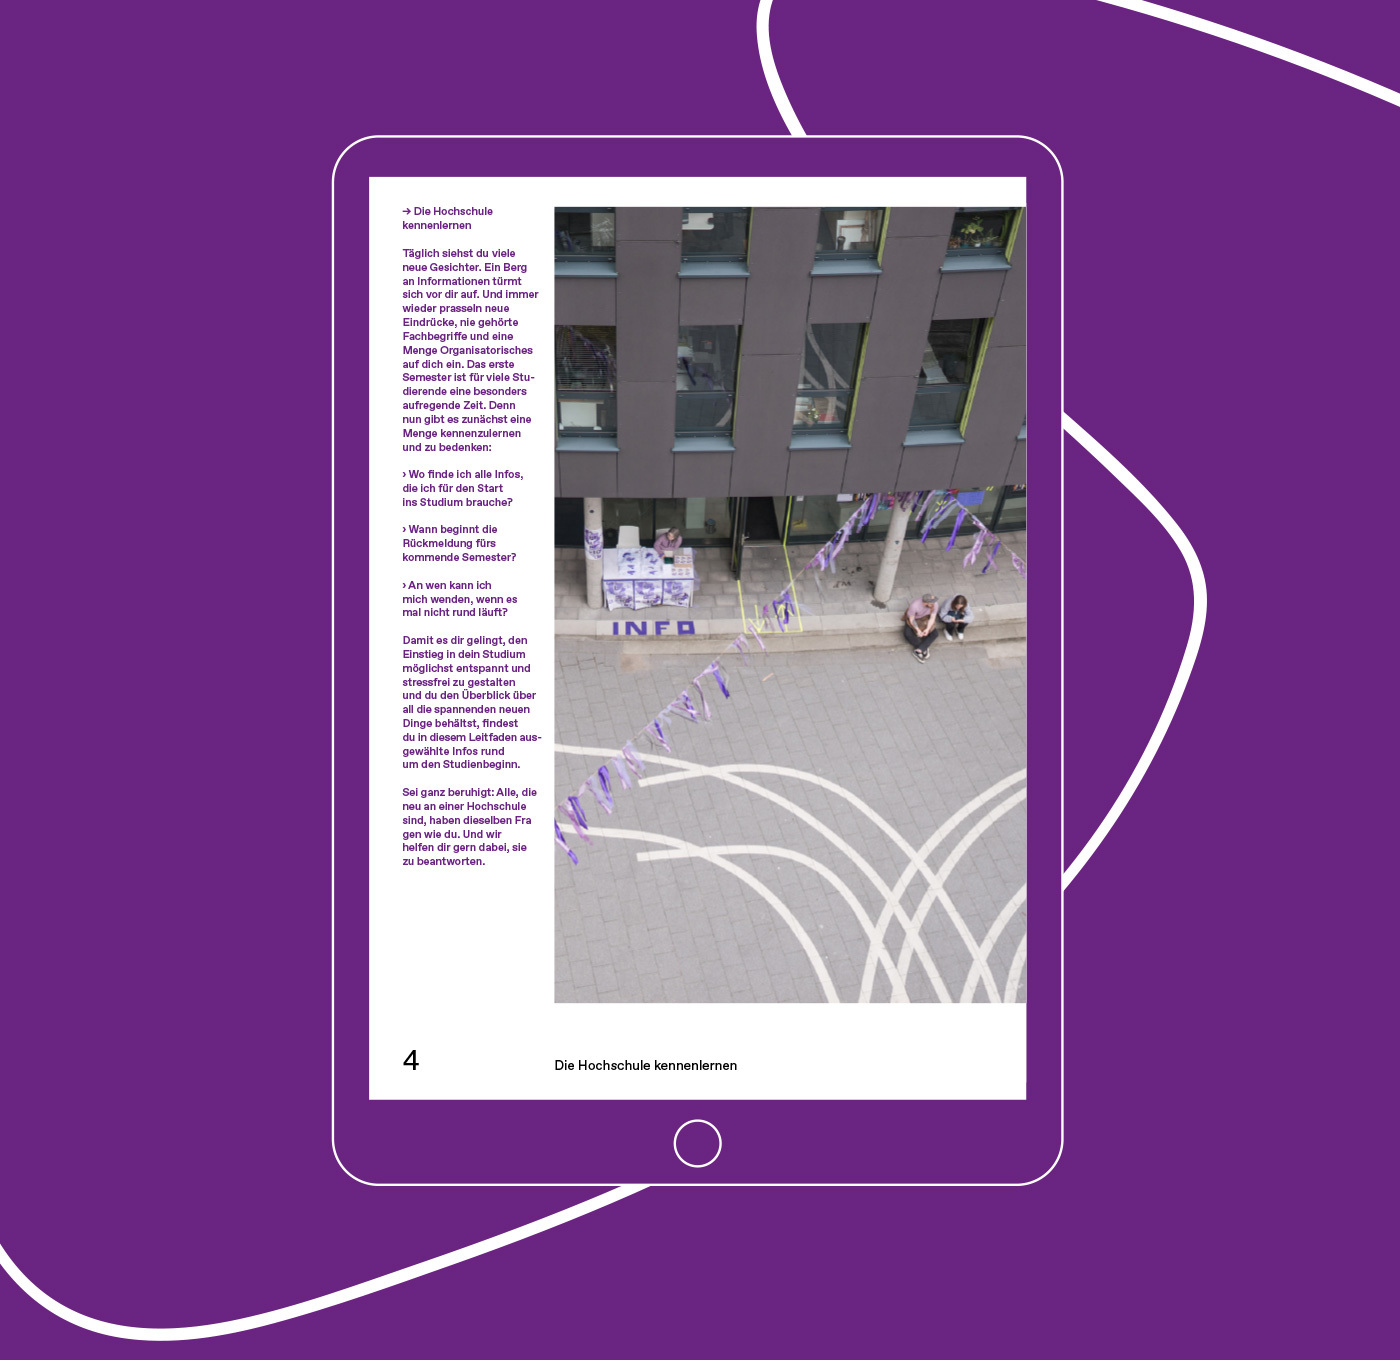 → Die Hochschule
kennenlernen
Täglich siehst du viele
neue Gesichter. Ein Berg
an Informationen türmt
sich vor dir auf. Und immer
wieder prasseln neue
Eindrücke, nie gehörte
Fachbegriffe und eine
Menge Organisatorisches
auf dich ein. Das erste
Semester ist für viele Stu-
dierende eine besonders
aufregende Zeit. Denn
nun gibt es zunächst eine
Menge kennenzulernen
und zu bedenken:
› Wo finde ich alle Infos,
die ich für den Start
ins Studium brauche?
› Wann beginnt die
Rückmeldung fürs
kommende Semester?
› An wen kann ich
mich wenden, wenn es
mal nicht rund läuft?
Damit es dir gelingt, den
Einstieg in dein Studium
möglichst entspannt und
stressfrei zu gestalten
und du den Überblick über
all die spannenden neuen
Dinge behältst, findest
du in diesem Leitfaden aus-
gewählte Infos rund
um den Studienbeginn.
Sei ganz beruhigt: Alle, die
neu an einer Hochschule
sind, haben dieselben Fra
gen wie du. Und wir
helfen dir gern dabei, sie
zu beantworten.
INFO
4
Die Hochschule kennenlernen